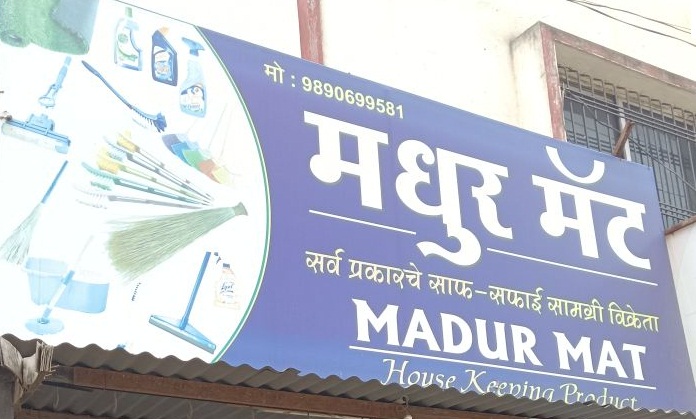 मो : 9890699581
मधुर मॅट
सर्व प्रकारचे साफ-सफाई सामग्री विक्रेता
MADUR MAT
House Keeping Product